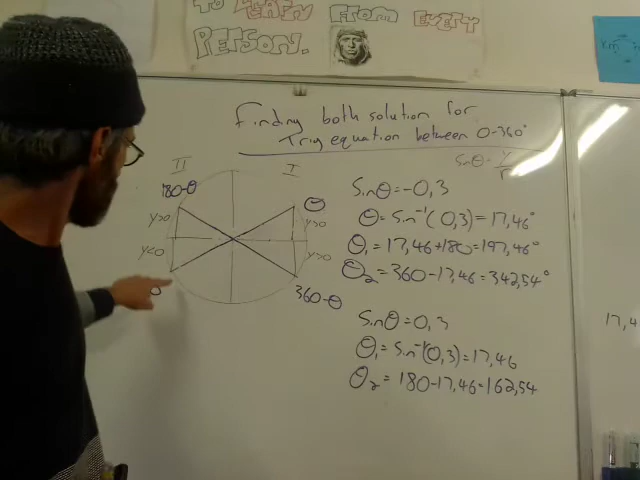 TO LEARN FROM EVERY
PERSON.
Finding both solution for
Trig equation between 0-360°
Sinθ = y/r
II
I
180-θ
θ
y>0
y>0
y<0
y>0
360-θ
Sinθ = -0,3
θ = Sin⁻¹(0,3) = 17,46°
θ₁ = 17,46+180 = 197,46°
θ₂ = 360-17,46 = 342,54°
Sinθ = 0,3
θ₁ = Sin⁻¹(0,3) = 17,46
θ₂ = 180-17,46 = 162,54
17,4